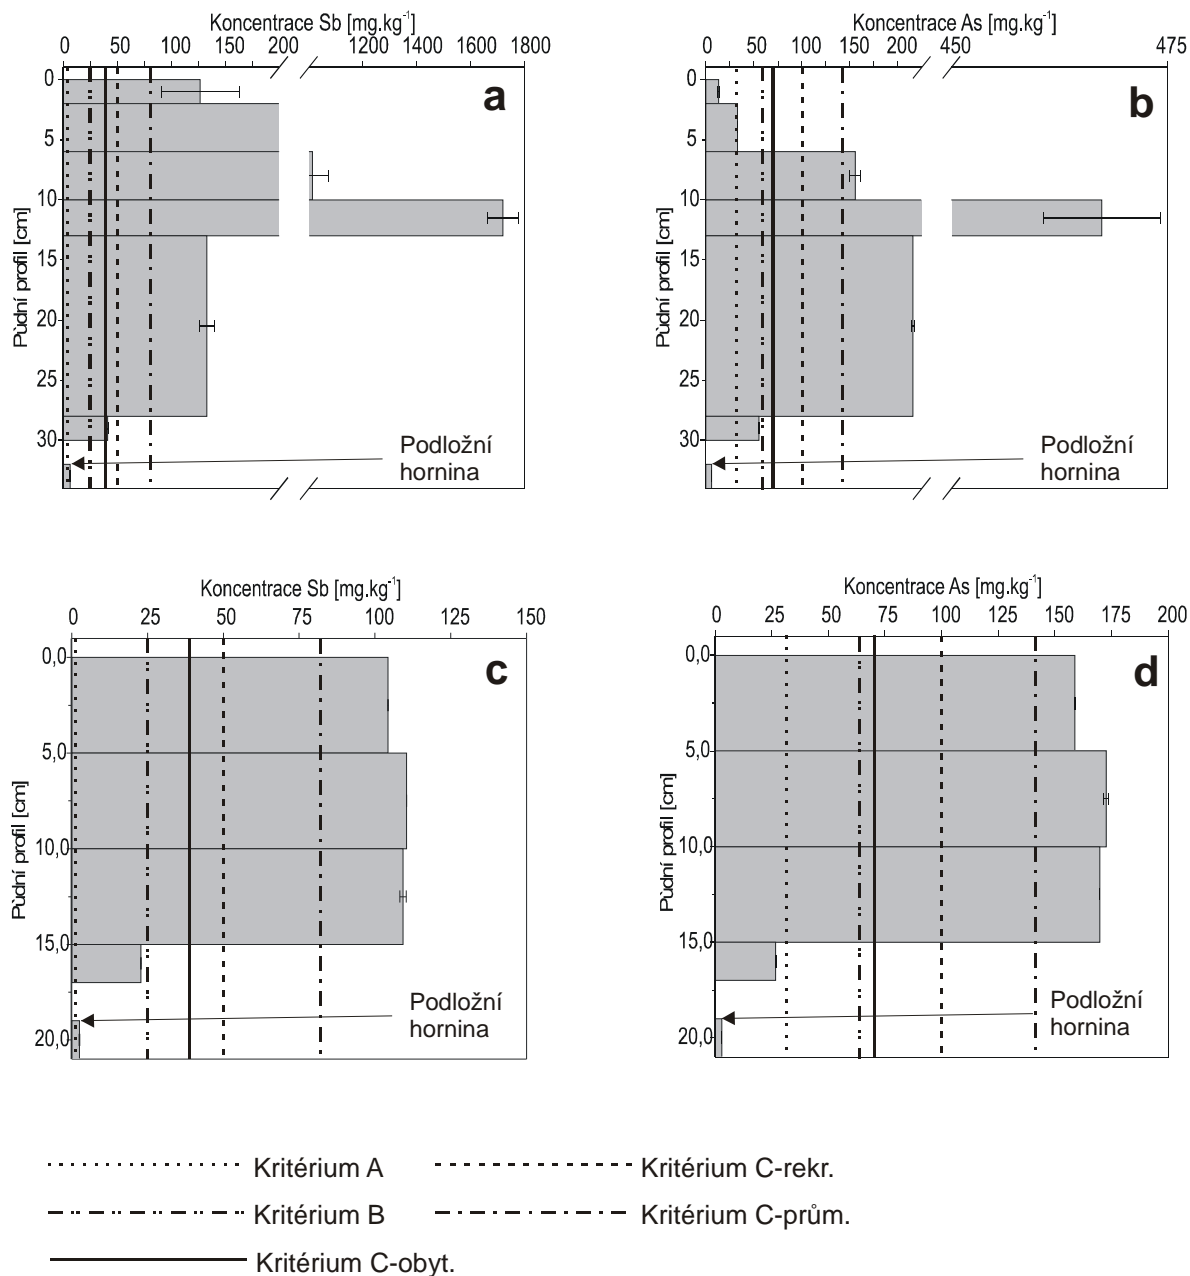 Koncentrace Sb [mg.kg⁻¹]
0 50 100 150 200 1200 1400 1600 1800
a
0
5
10
15
20
25
30
Pùdní profil [cm]
Podložní
hornina
Koncentrace As [mg.kg⁻¹]
0 50 100 150 200 450 475
b
0
5
10
15
20
25
30
Pùdní profil [cm]
Podložní
hornina
Koncentrace Sb [mg.kg⁻¹]
0 25 50 75 100 125 150
c
0,0
5,0
10,0
15,0
20,0
Pùdní profil [cm]
Podložní
hornina
Koncentrace As [mg.kg⁻¹]
0 25 50 75 100 125 150 175 200
d
0,0
5,0
10,0
15,0
20,0
Pùdní profil [cm]
Podložní
hornina
Kritérium A
Kritérium C-rekr.
Kritérium B
Kritérium C-prům.
Kritérium C-obyt.